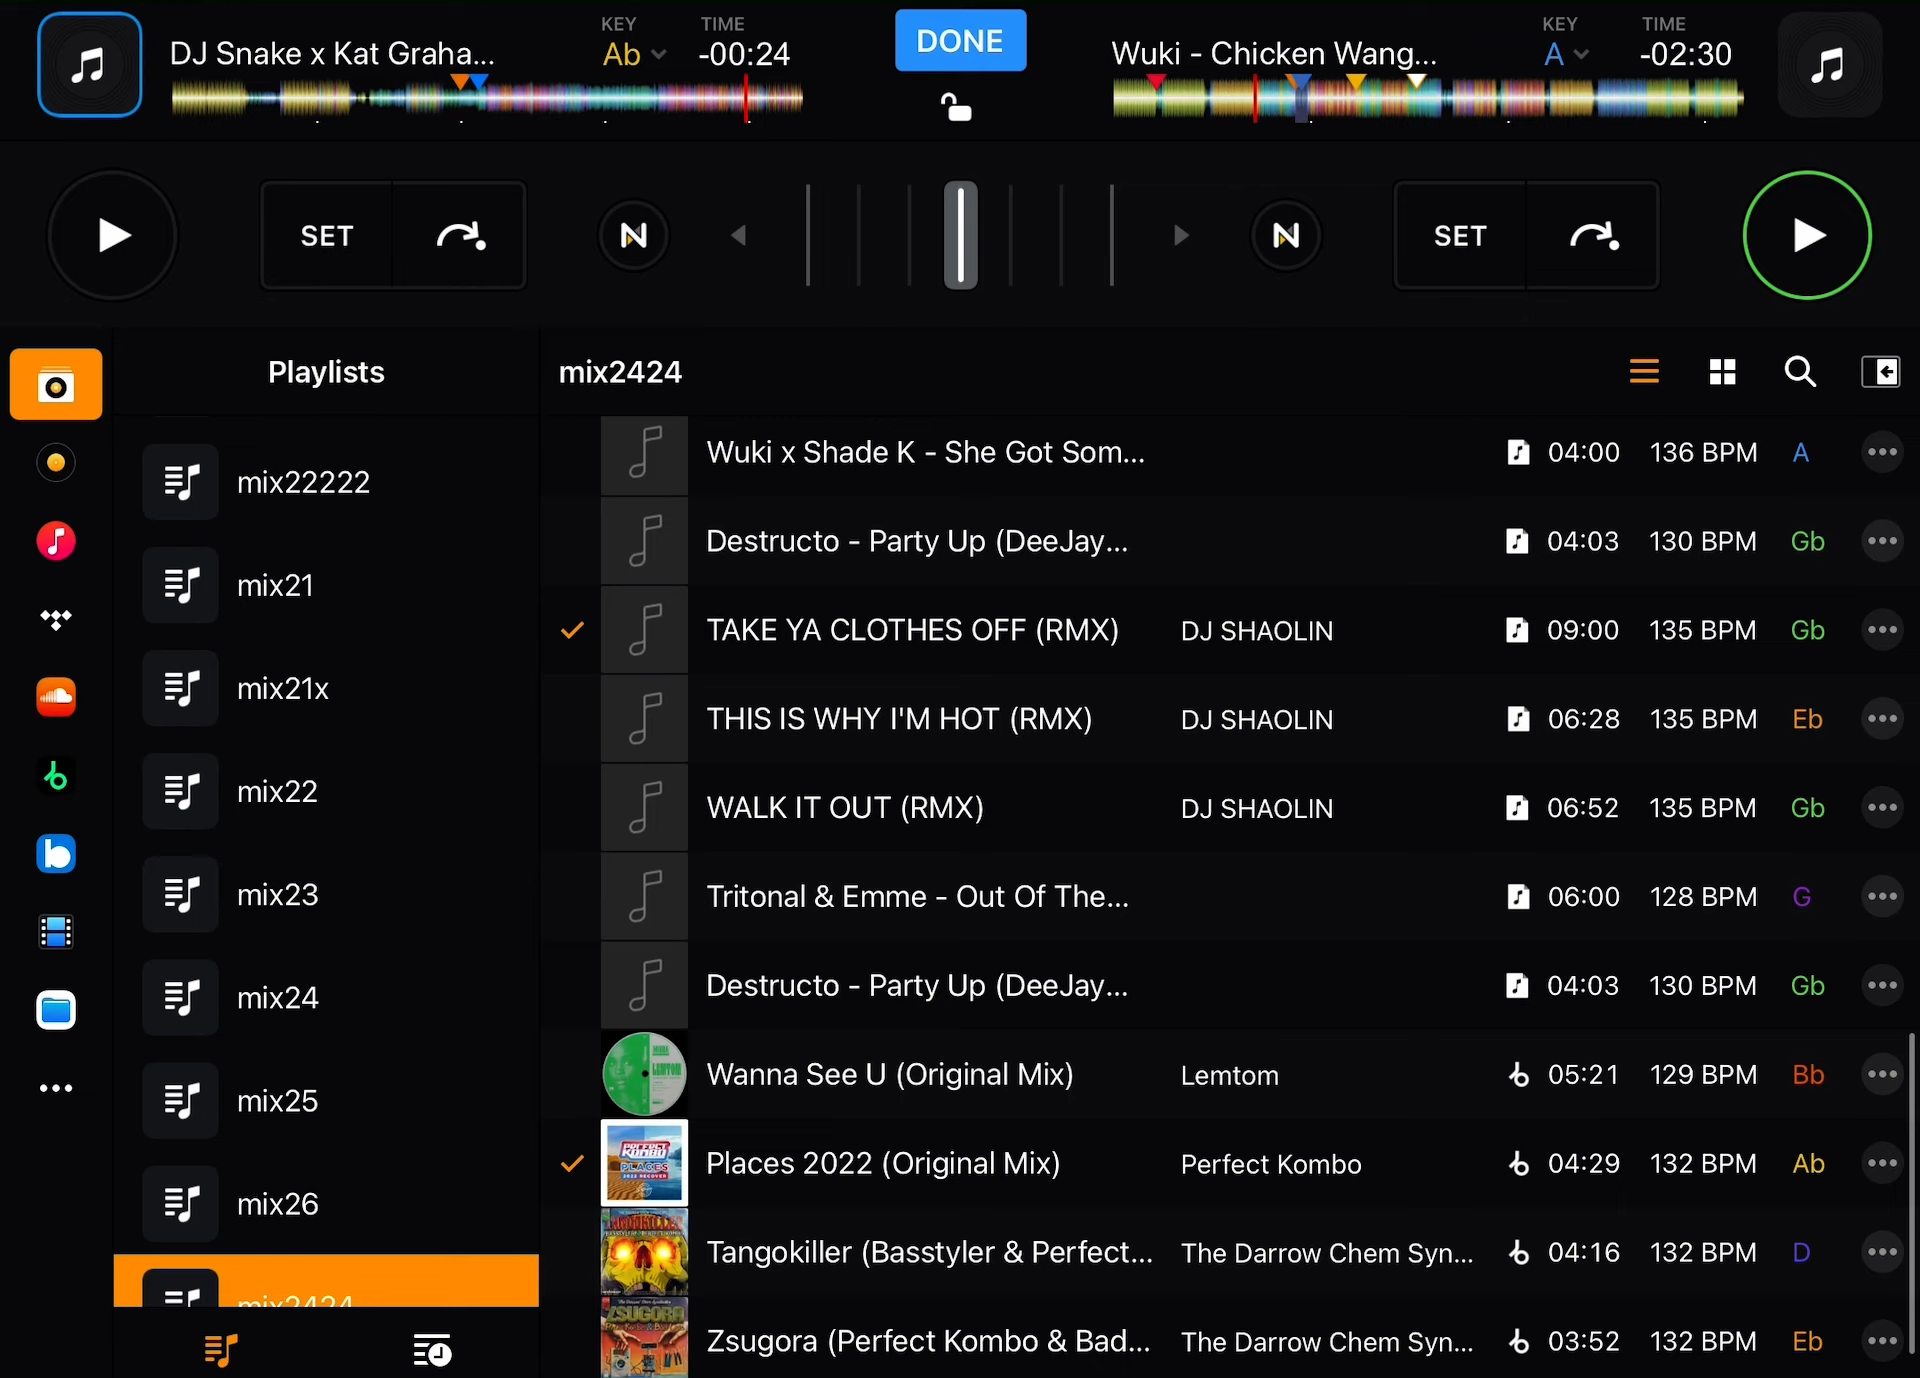 DJ Snake x Kat Graha...
KEY
Ab
TIME
-00:24
DONE
Wuki - Chicken Wang...
KEY
A
TIME
-02:30
SET
N
N
SET
Playlists
mix22222
mix21
mix21x
mix22
mix23
mix24
mix25
mix26
mix2424
mix2424
Wuki x Shade K - She Got Som... 04:00 136 BPM A
Destructo - Party Up (DeeJay... 04:03 130 BPM Gb
TAKE YA CLOTHES OFF (RMX) DJ SHAOLIN 09:00 135 BPM Gb
THIS IS WHY I'M HOT (RMX) DJ SHAOLIN 06:28 135 BPM Eb
WALK IT OUT (RMX) DJ SHAOLIN 06:52 135 BPM Gb
Tritonal & Emme - Out Of The... 06:00 128 BPM G
Destructo - Party Up (DeeJay... 04:03 130 BPM Gb
LEMTOM
Wanna See U (Original Mix) Lemtom 05:21 129 BPM Bb
PERFECT
KOMBO
PLACES
Places 2022 (Original Mix) Perfect Kombo 04:29 132 BPM Ab
TANGOKILLER
Tangokiller (Basstyler & Perfect... The Darrow Chem Syn... 04:16 132 BPM D
ZSUGORA
Zsugora (Perfect Kombo & Bad... The Darrow Chem Syn... 03:52 132 BPM Eb